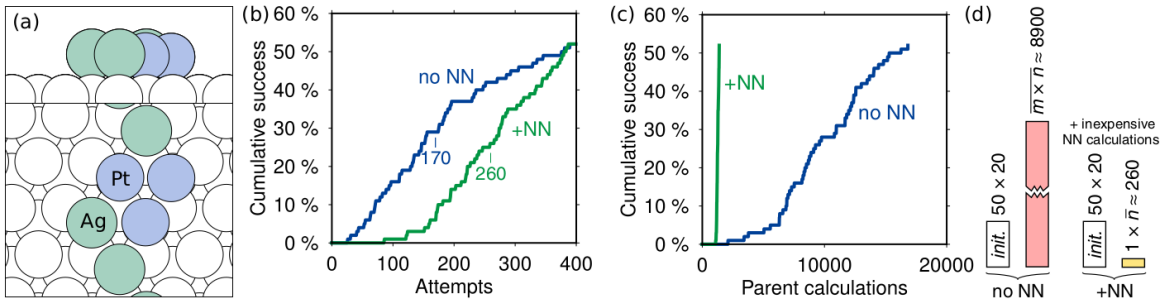 (a)
Pt
Ag
(b)
60 %
50 %
40 %
30 %
20 %
10 %
0 %
Cumulative success
no NN
+NN
170
260
0
100
200
300
400
Attempts
(c)
60 %
50 %
40 %
30 %
20 %
10 %
0 %
Cumulative success
+NN
no NN
0
10000
20000
Parent calculations
(d)
init.
50 × 20
m × n ≈ 8900
no NN
+ inexpensive
NN calculations
init.
50 × 20
1 × n̅ ≈ 260
+NN